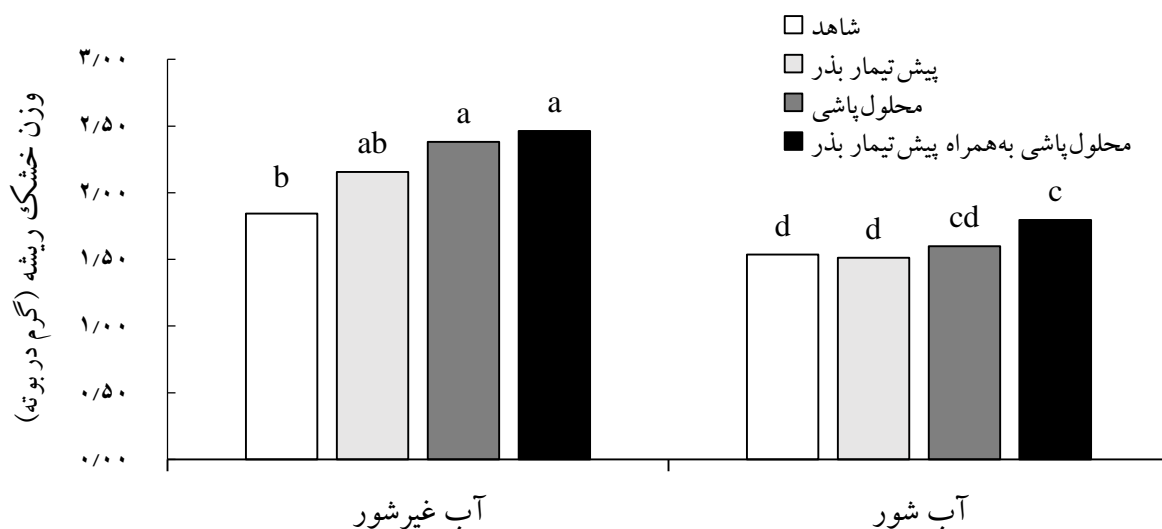 شاهد
پیش‌تیمار بذر
محلول‌پاشی
محلول‌پاشی به‌همراه پیش‌تیمار بذر
وزن خشک ریشه (گرم در بوته)
۳/۰۰
۲/۵۰
۲/۰۰
۱/۵۰
۱/۰۰
۰/۵۰
۰/۰۰
b
ab
a
a
d
d
cd
c
آب غیرشور
آب شور